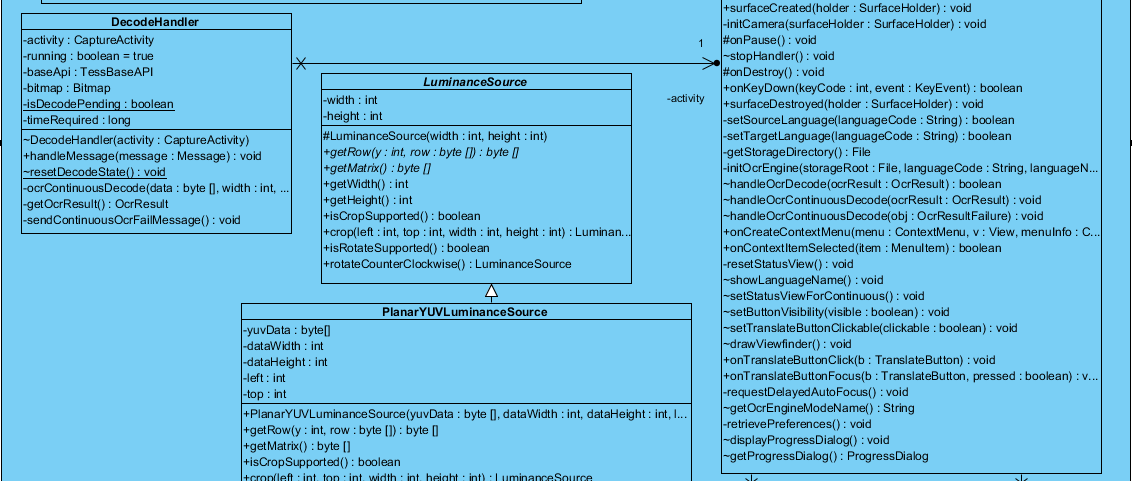 DecodeHandler
-activity : CaptureActivity
-running : boolean = true
-baseApi : TessBaseAPI
-bitmap : Bitmap
-isDecodePending : boolean
-timeRequired : long
~DecodeHandler(activity : CaptureActivity)
+handleMessage(message : Message) : void
~resetDecodeState() : void
-ocrContinuousDecode(data : byte [], width : int, ...
-getOcrResult() : OcrResult
-sendContinuousOcrFailMessage() : void
1
-activity
LuminanceSource
-width : int
-height : int
#LuminanceSource(width : int, height : int)
+getRow(y : int, row : byte []) : byte []
+getMatrix() : byte []
+getWidth() : int
+getHeight() : int
+isCropSupported() : boolean
+crop(left : int, top : int, width : int, height : int) : Luminan...
+isRotateSupported() : boolean
+rotateCounterClockwise() : LuminanceSource
PlanarYUVLuminanceSource
-yuvData : byte[]
-dataWidth : int
-dataHeight : int
-left : int
-top : int
+PlanarYUVLuminanceSource(yuvData : byte [], dataWidth : int, dataHeight : int, l...
+getRow(y : int, row : byte []) : byte []
+getMatrix() : byte []
+isCropSupported() : boolean
+crop(left : int, top : int, width : int, height : int) : LuminanceSource
+surfaceCreated(holder : SurfaceHolder) : void
-initCamera(surfaceHolder : SurfaceHolder) : void
#onPause() : void
~stopHandler() : void
#onDestroy() : void
+onKeyDown(keyCode : int, event : KeyEvent) : boolean
+surfaceDestroyed(holder : SurfaceHolder) : void
-setSourceLanguage(languageCode : String) : boolean
-setTargetLanguage(languageCode : String) : boolean
-getStorageDirectory() : File
-initOcrEngine(storageRoot : File, languageCode : String, languageN...
~handleOcrDecode(ocrResult : OcrResult) : boolean
~handleOcrContinuousDecode(ocrResult : OcrResult) : void
~handleOcrContinuousDecode(obj : OcrResultFailure) : void
+onCreateContextMenu(menu : ContextMenu, v : View, menuInfo : C...
+onContextItemSelected(item : MenuItem) : boolean
-resetStatusView() : void
~showLanguageName() : void
~setStatusViewForContinuous() : void
~setButtonVisibility(visible : boolean) : void
~setTranslateButtonClickable(clickable : boolean) : void
~drawViewfinder() : void
+onTranslateButtonClick(b : TranslateButton) : void
+onTranslateButtonFocus(b : TranslateButton, pressed : boolean) : v...
-requestDelayedAutoFocus() : void
~getOcrEngineModeName() : String
-retrievePreferences() : void
~displayProgressDialog() : void
~getProgressDialog() : ProgressDialog